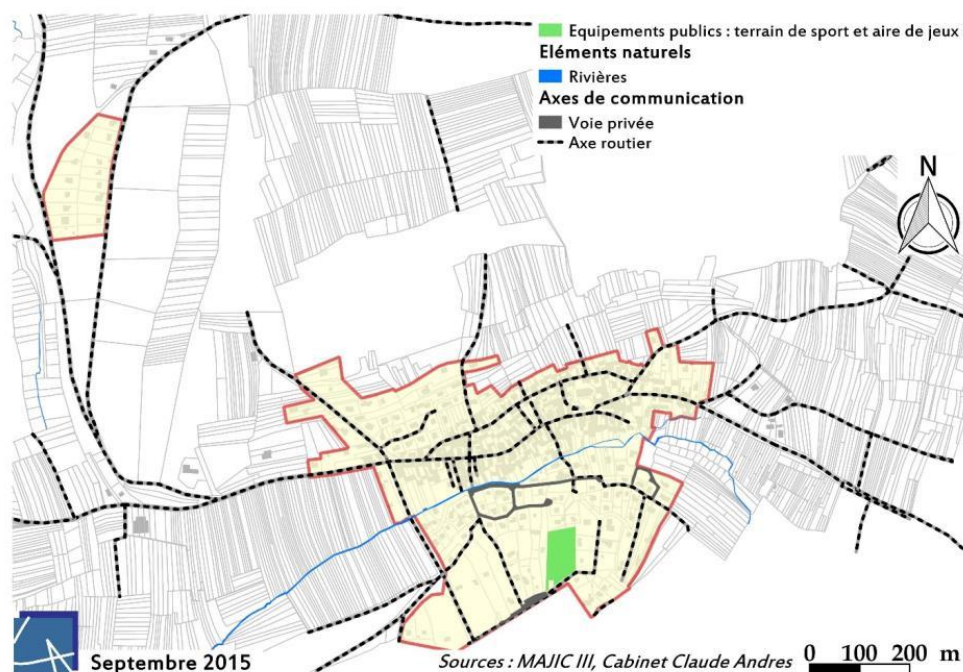 Equipements publics : terrain de sport et aire de jeux
Eléments naturels
Rivières
Axes de communication
Voie privée
Axe routier
N
Septembre 2015
Sources : MAJIC III, Cabinet Claude Andres
0 100 200 m